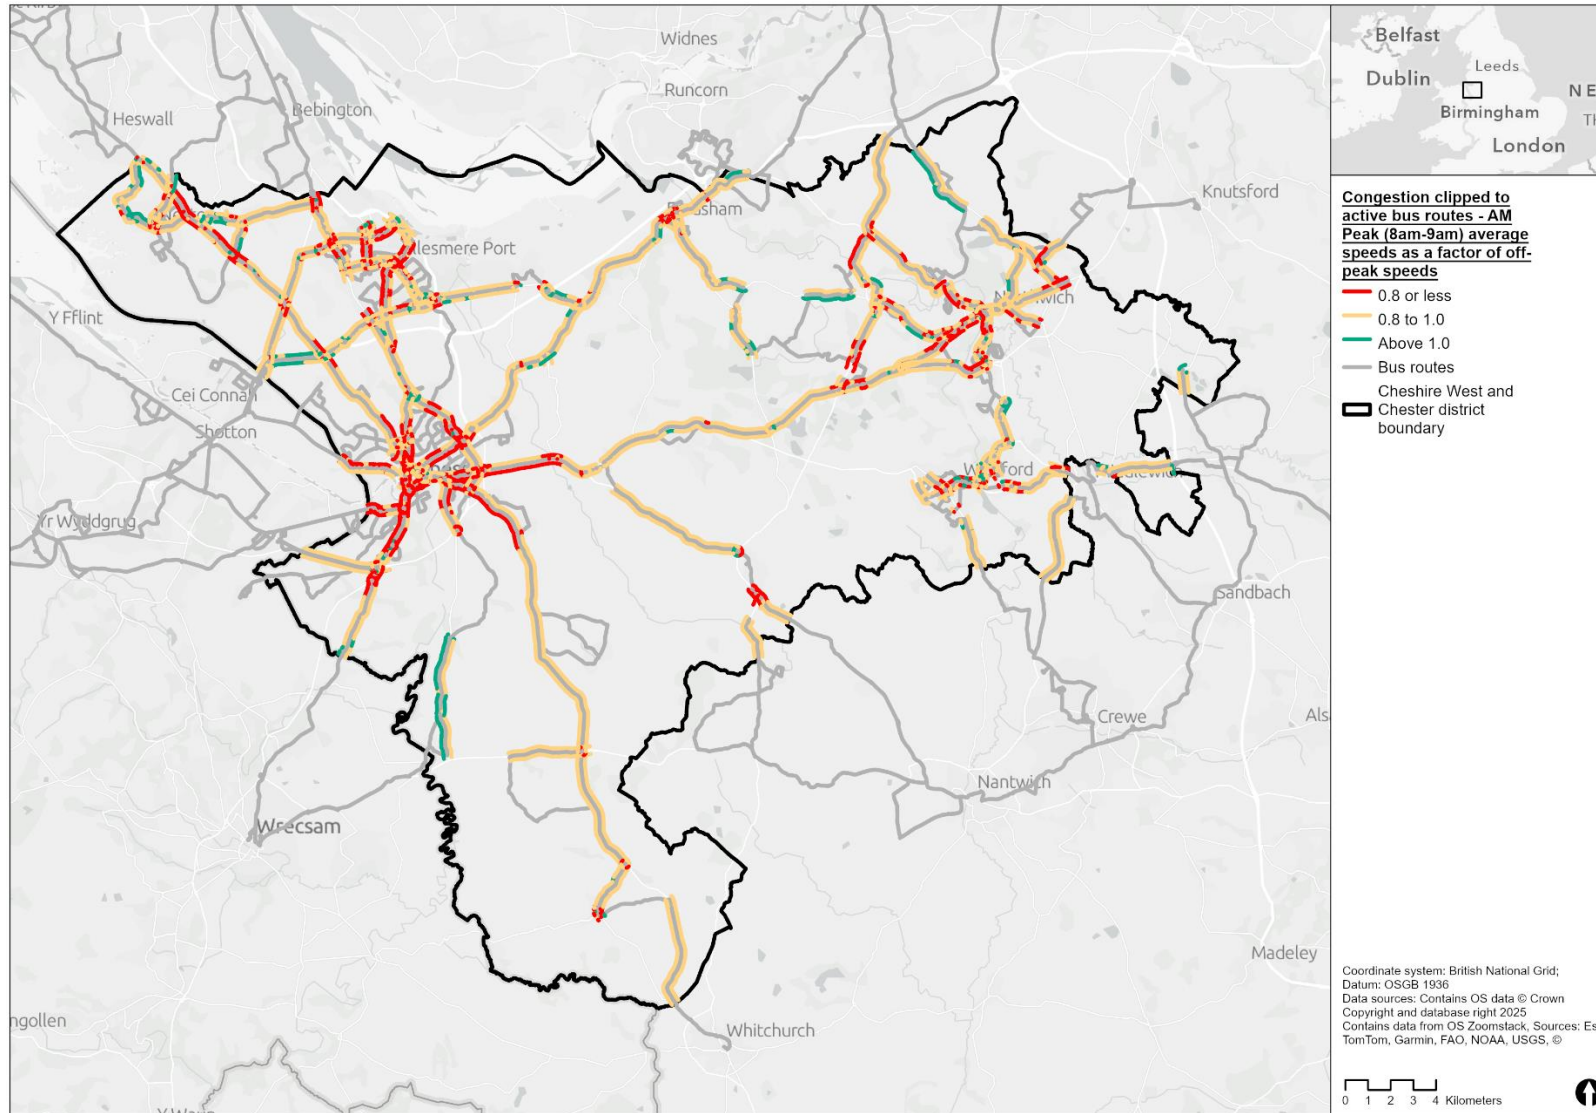 Widnes
Runcorn
Bebington
Heswall
Knutsford
Y Fflint
Cei Connah
Shotton
Yr Wyddgrug
Sandbach
Crewe
Nantwich
Wrecsam
Madeley
Whitchurch
Belfast
Leeds
Dublin
Birmingham
London
Congestion clipped to
active bus routes - AM
Peak (8am-9am) average
speeds as a factor of off-
peak speeds
0.8 or less
0.8 to 1.0
Above 1.0
Bus routes
Cheshire West and
Chester district
boundary
Coordinate system: British National Grid;
Datum: OSGB 1936
Data sources: Contains OS data © Crown
Copyright and database right 2025
Contains data from OS Zoomstack, Sources: Es
TomTom, Garmin, FAO, NOAA, USGS, ©
0 1 2 3 4 Kilometers